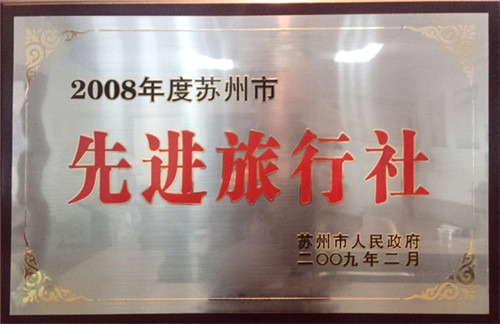 2008年度苏州市
先进旅行社
苏州市人民政府
二〇〇九年二月